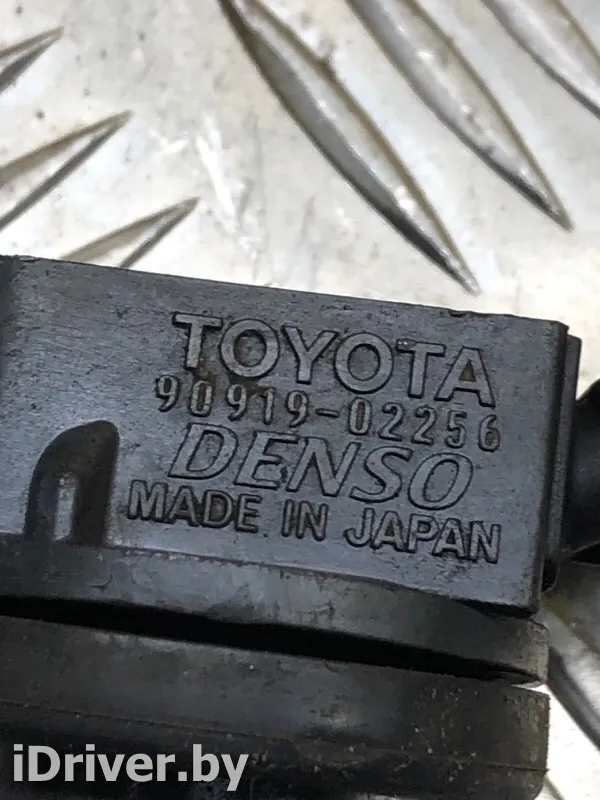 TOYOTA
90919-02256
DENSO
MADE IN JAPAN
iDriver.by